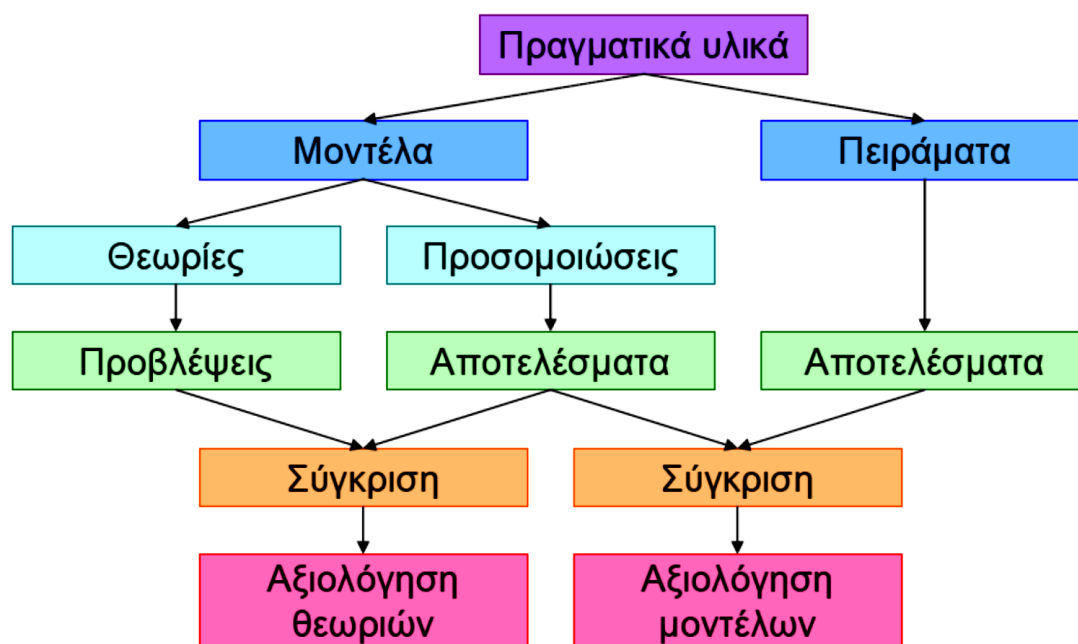 Πραγματικά υλικά
Μοντέλα
Πειράματα
Θεωρίες
Προσομοιώσεις
Προβλέψεις
Αποτελέσματα
Αποτελέσματα
Σύγκριση
Σύγκριση
Αξιολόγηση
θεωριών
Αξιολόγηση
μοντέλων